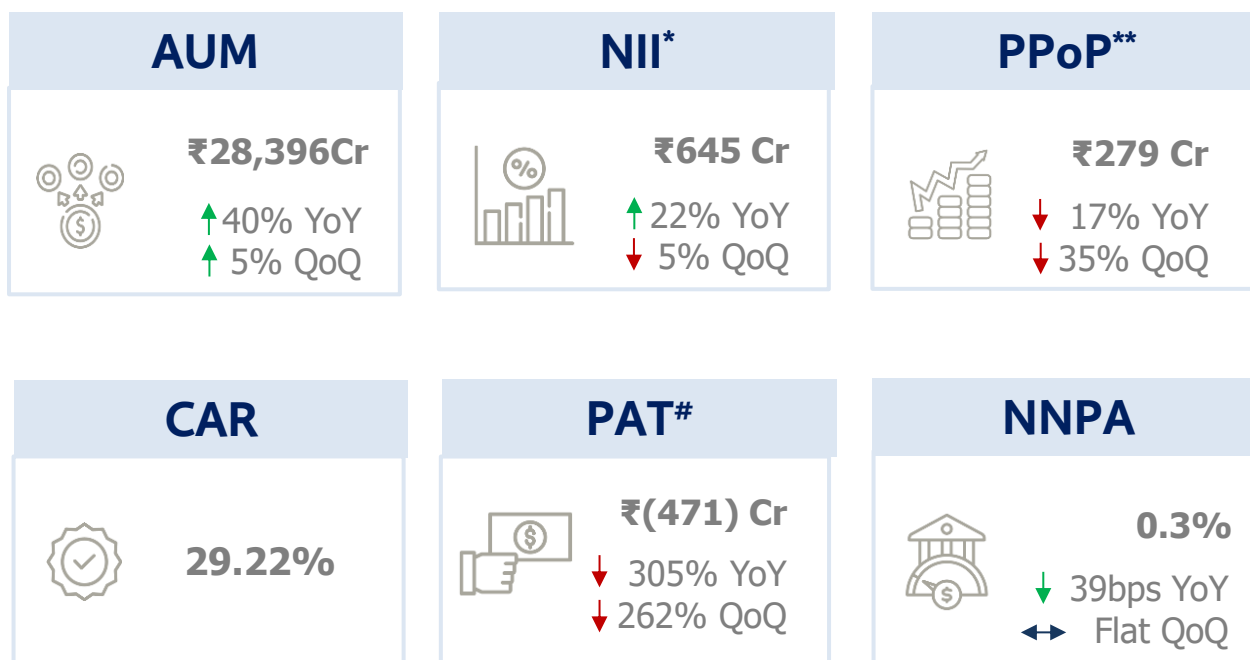 AUM
₹28,396Cr
40% YoY
5% QoQ
NII*
%
₹645 Cr
22% YoY
5% QoQ
PPoP**
₹279 Cr
17% YoY
35% QoQ
$
CAR
29.22%
PAT#
$
₹(471) Cr
305% YoY
262% QoQ
NNPA
$
0.3%
39bps YoY
Flat QoQ